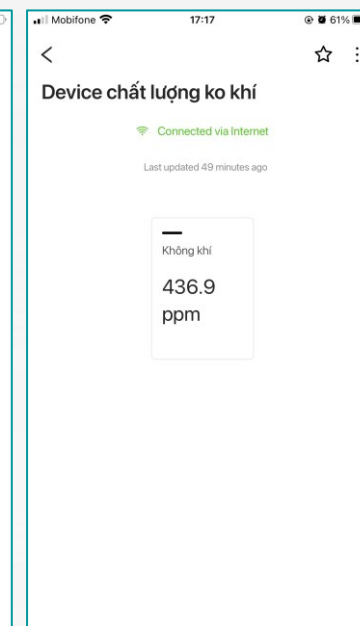 Mobifone 17:17 61%
Device chất lượng ko khí
Connected via Internet
Last updated 49 minutes ago
Không khí
436.9
ppm